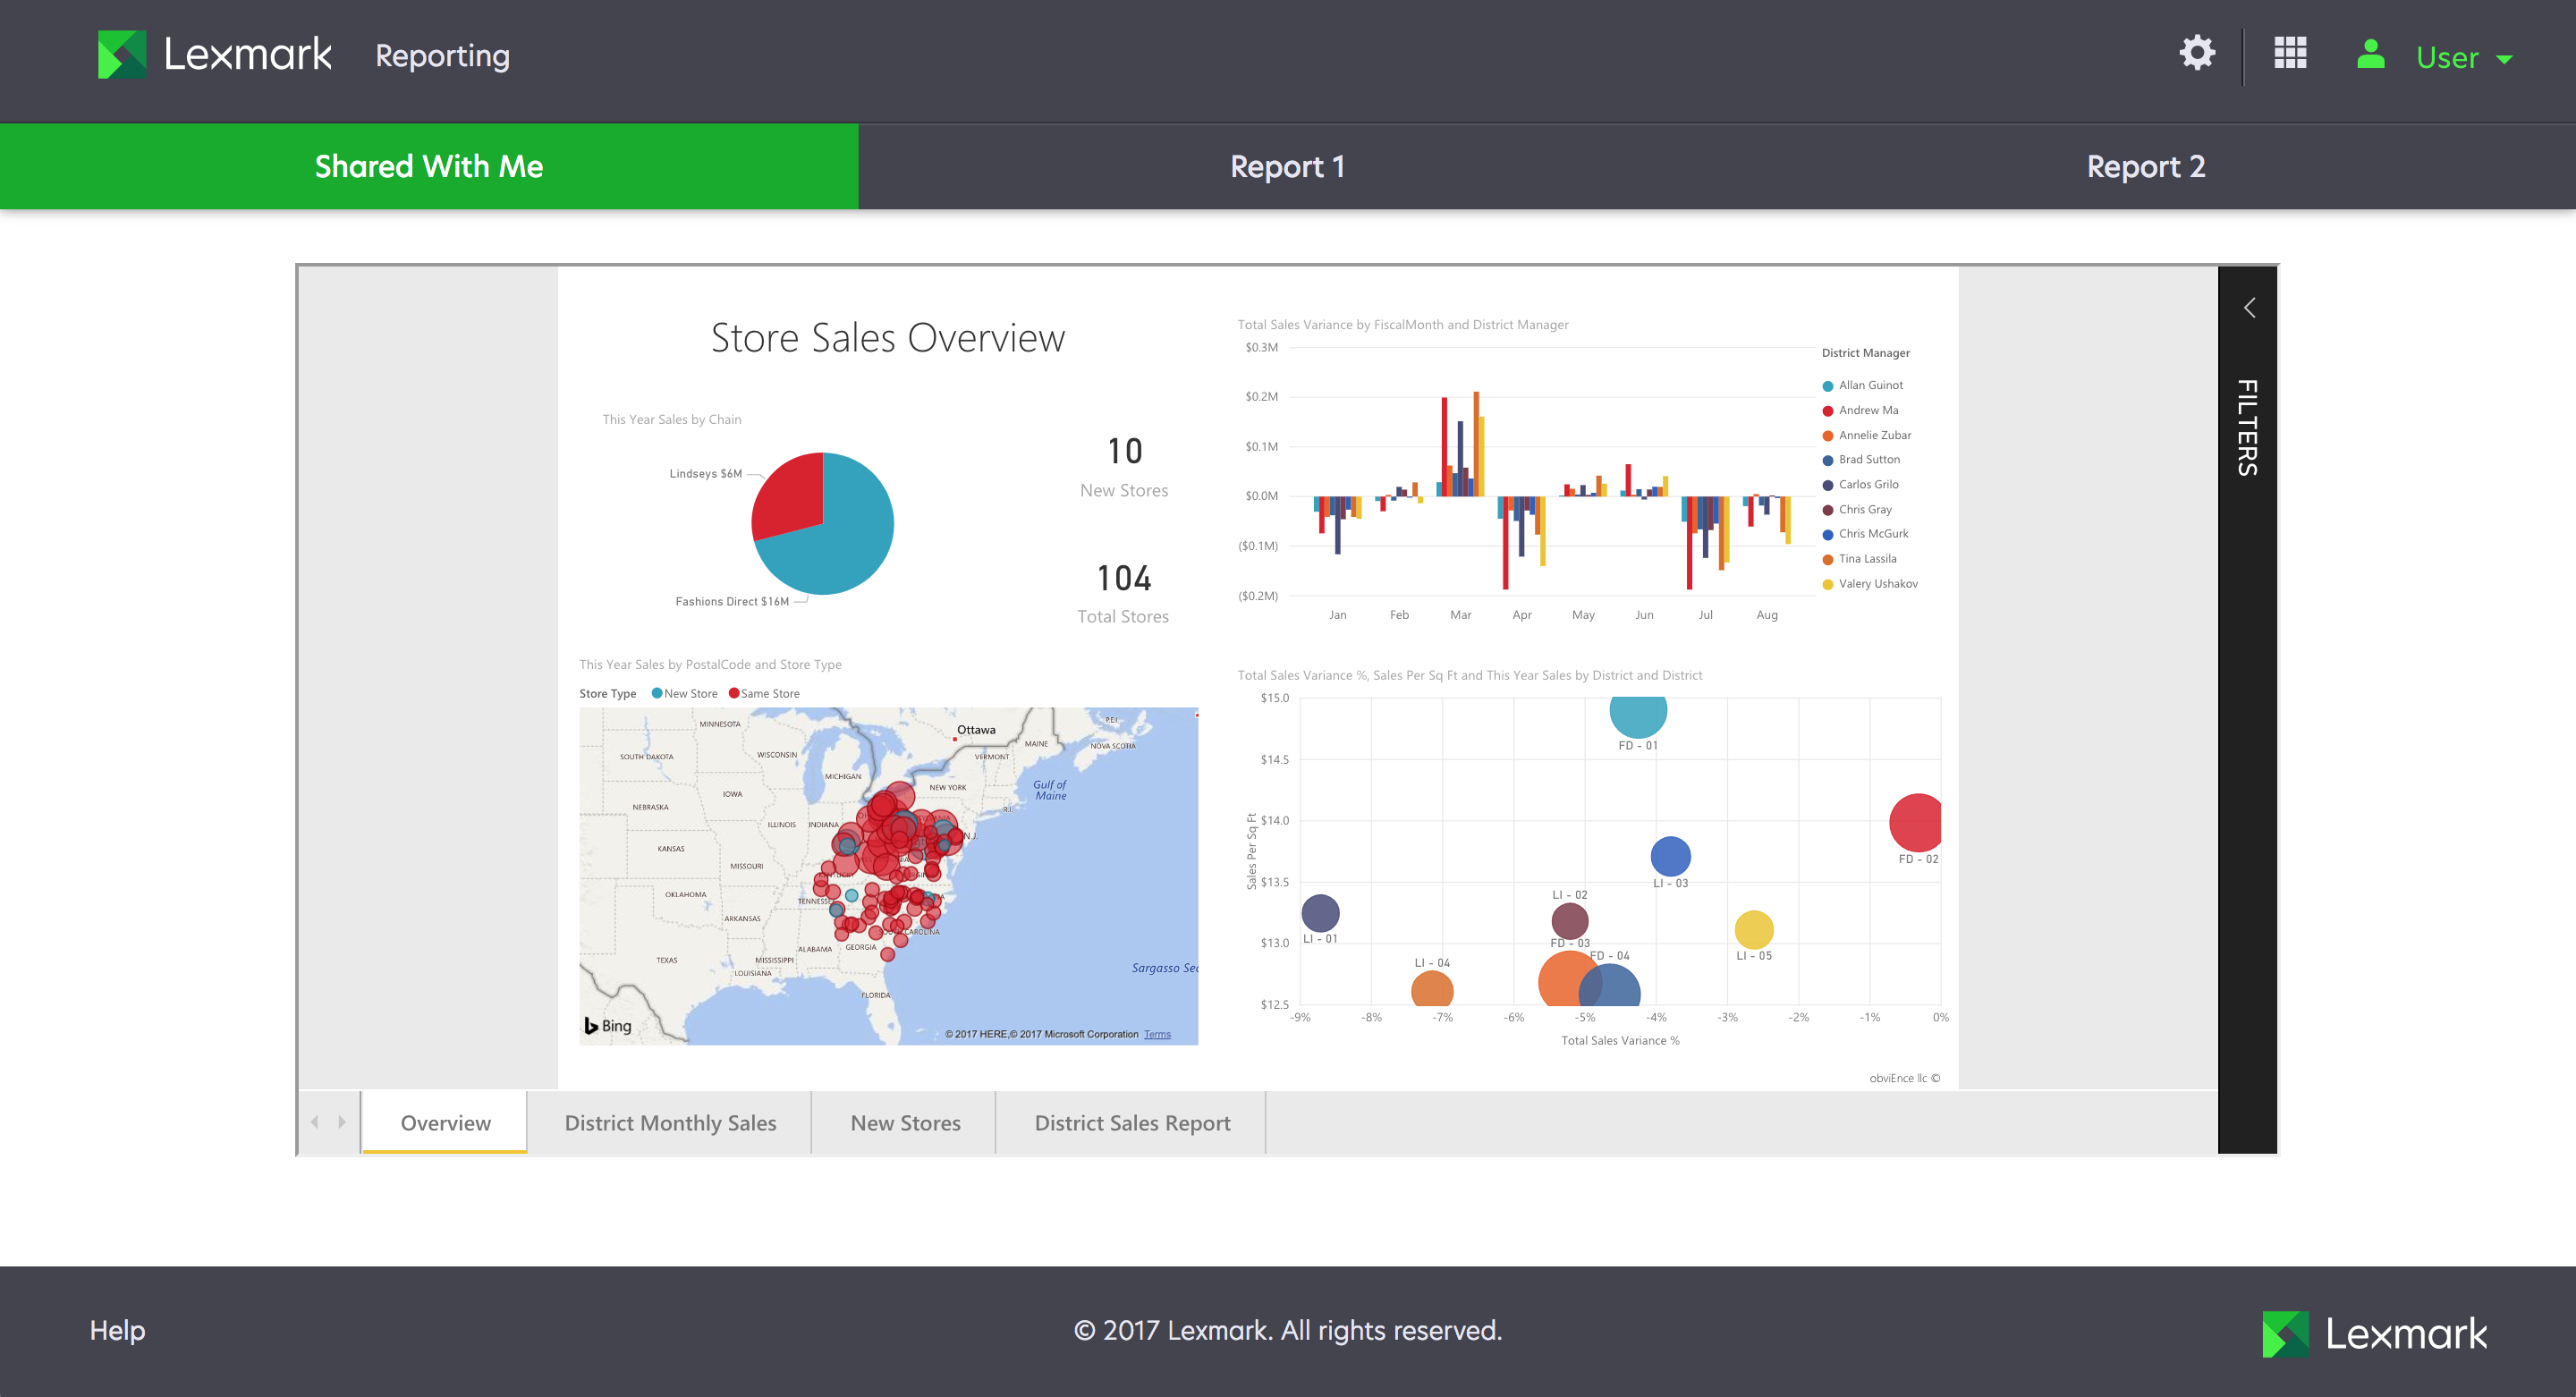 Lexmark Reporting
User
Shared With Me
Report 1
Report 2
Store Sales Overview
This Year Sales by Chain
Lindseys $6M
Fashions Direct $16M
10
New Stores
104
Total Stores
Total Sales Variance by FiscalMonth and District Manager
$0.3M
$0.2M
$0.1M
$0.0M
($0.1M)
($0.2M)
Jan Feb Mar Apr May Jun Jul Aug
District Manager
Allan Guinot
Andrew Ma
Annelie Zubar
Brad Sutton
Carlos Grilo
Chris Gray
Chris McGurk
Tina Lassila
Valery Ushakov
FILTERS
This Year Sales by PostalCode and Store Type
Store Type New Store Same Store
MINNESOTA
Ottawa
P.E.I.
MAINE
NOVA SCOTIA
SOUTH DAKOTA
WISCONSIN
VERMONT
MICHIGAN
Gulf of
Maine
NEW YORK
IOWA
NEBRASKA
R.I.
ILLINOIS
INDIANA
N.J.
KANSAS
MISSOURI
KENTUCKY
OKLAHOMA
TENNESSEE
ARKANSAS
CAROLINA
ALABAMA
GEORGIA
TEXAS
MISSISSIPPI
LOUISIANA
Sargasso Sea
FLORIDA
Bing
© 2017 HERE,© 2017 Microsoft Corporation Terms
Total Sales Variance %, Sales Per Sq Ft and This Year Sales by District and District
Sales Per Sq Ft
$15.0
$14.5
$14.0
$13.5
$13.0
$12.5
FD - 01
FD - 02
LI - 03
LI - 02
LI - 01
FD - 03
FD - 04
LI - 05
LI - 04
-9% -8% -7% -6% -5% -4% -3% -2% -1% 0%
Total Sales Variance %
obviEnce llc ©
Overview
District Monthly Sales
New Stores
District Sales Report
Help
© 2017 Lexmark. All rights reserved.
Lexmark